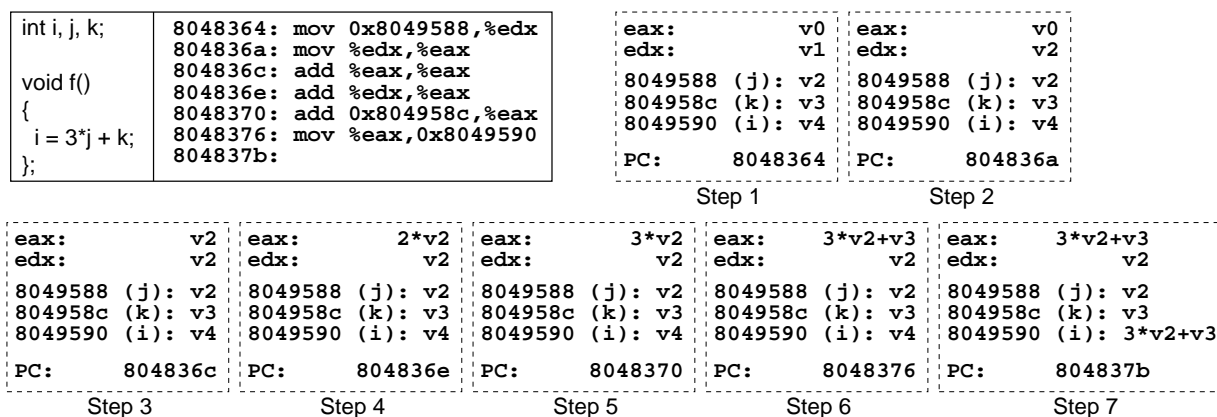 int i, j, k;
void f()
{
i = 3*j + k;
};
8048364: mov 0x8049588,%edx
804836a: mov %edx,%eax
804836c: add %eax,%eax
804836e: add %edx,%eax
8048370: add 0x804958c,%eax
8048376: mov %eax,0x8049590
804837b:
eax: v0
edx: v1
8049588 (j): v2
804958c (k): v3
8049590 (i): v4
PC: 8048364
Step 1
eax: v0
edx: v2
8049588 (j): v2
804958c (k): v3
8049590 (i): v4
PC: 804836a
Step 2
eax: v2
edx: v2
8049588 (j): v2
804958c (k): v3
8049590 (i): v4
PC: 804836c
Step 3
eax: 2*v2
edx: v2
8049588 (j): v2
804958c (k): v3
8049590 (i): v4
PC: 804836e
Step 4
eax: 3*v2
edx: v2
8049588 (j): v2
804958c (k): v3
8049590 (i): v4
PC: 8048370
Step 5
eax: 3*v2+v3
edx: v2
8049588 (j): v2
804958c (k): v3
8049590 (i): v4
PC: 8048376
Step 6
eax: 3*v2+v3
edx: v2
8049588 (j): v2
804958c (k): v3
8049590 (i): 3*v2+v3
PC: 804837b
Step 7